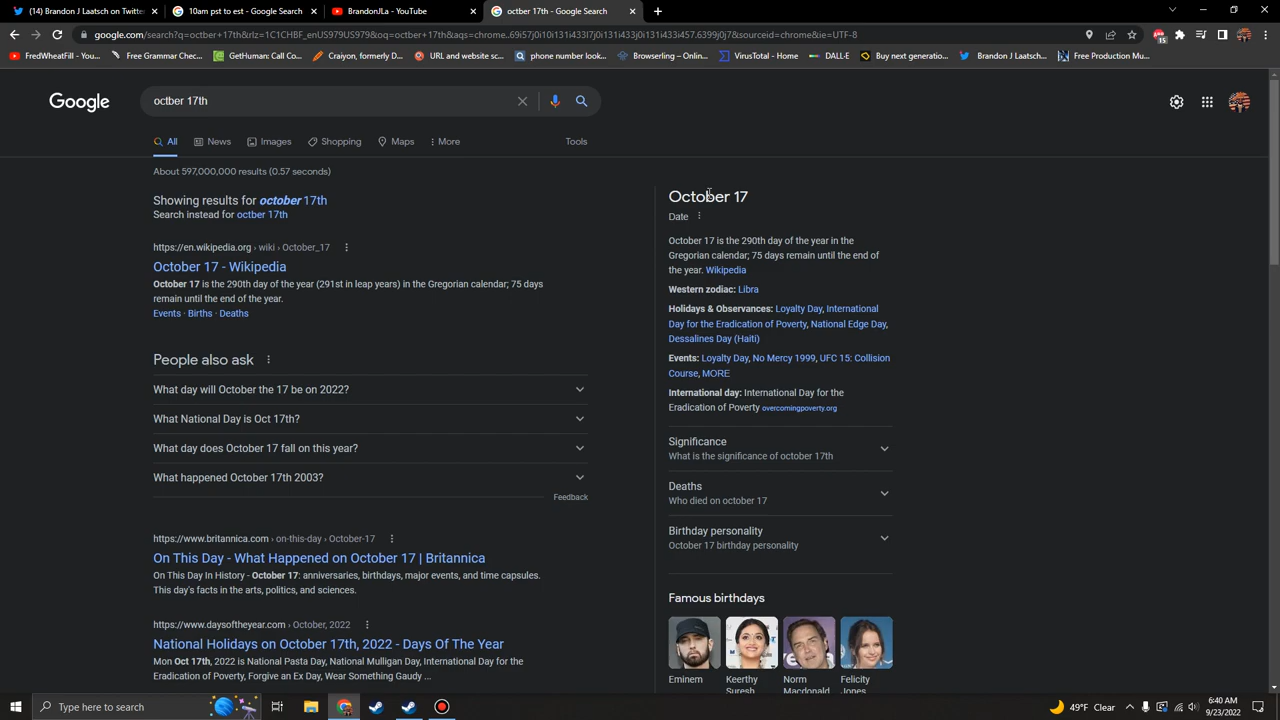 (14) Brandon J Laatsch on Twitter
10am pst to est - Google Search
BrandonJLa - YouTube
octber 17th - Google Search
google.com/search?q=octber+17th&rlz=1C1CHBF_enUS979US979&oq=octber+17th&aqs=chrome..69i57j0i10i131i433l7j0i131i433i457.6399j0j7&sourceid=chrome&ie=UTF-8
15
FredWheatFill - Yo...
Free Grammar Chec...
GetHuman: Call Co...
Craiyon, formerly D...
URL and website sc...
phone number look...
Browserling – Onlin...
VirusTotal - Home
DALL·E
Buy next generatio...
Brandon J Laatsch...
Free Production Mu...
Google
octber 17th
All
News
Images
Shopping
Maps
More
Tools
About 597,000,000 results (0.57 seconds)
Showing results for october 17th
Search instead for octber 17th
https://en.wikipedia.org › wiki › October_17
October 17 - Wikipedia
October 17 is the 290th day of the year (291st in leap years) in the Gregorian calendar; 75 days
remain until the end of the year.
Events · Births · Deaths
People also ask
What day will October the 17 be on 2022?
What National Day is Oct 17th?
What day does October 17 fall on this year?
What happened October 17th 2003?
Feedback
https://www.britannica.com › on-this-day › October-17
On This Day - What Happened on October 17 | Britannica
On This Day In History - October 17: anniversaries, birthdays, major events, and time capsules.
This day's facts in the arts, politics, and sciences.
https://www.daysoftheyear.com › October, 2022
National Holidays on October 17th, 2022 - Days Of The Year
Mon Oct 17th, 2022 is National Pasta Day, National Mulligan Day, International Day for the
Eradication of Poverty, Forgive an Ex Day, Wear Something Gaudy ...
October 17
Date
October 17 is the 290th day of the year in the
Gregorian calendar; 75 days remain until the end of
the year. Wikipedia
Western zodiac: Libra
Holidays & Observances: Loyalty Day, International
Day for the Eradication of Poverty, National Edge Day,
Dessalines Day (Haiti)
Events: Loyalty Day, No Mercy 1999, UFC 15: Collision
Course, MORE
International day: International Day for the
Eradication of Poverty overcomingpoverty.org
Significance
What is the significance of october 17th
Deaths
Who died on october 17
Birthday personality
October 17 birthday personality
Famous birthdays
Eminem
Keerthy
Suresh
Norm
Macdonald
Felicity
Jones
Type here to search
49°F Clear
6:40 AM
9/23/2022